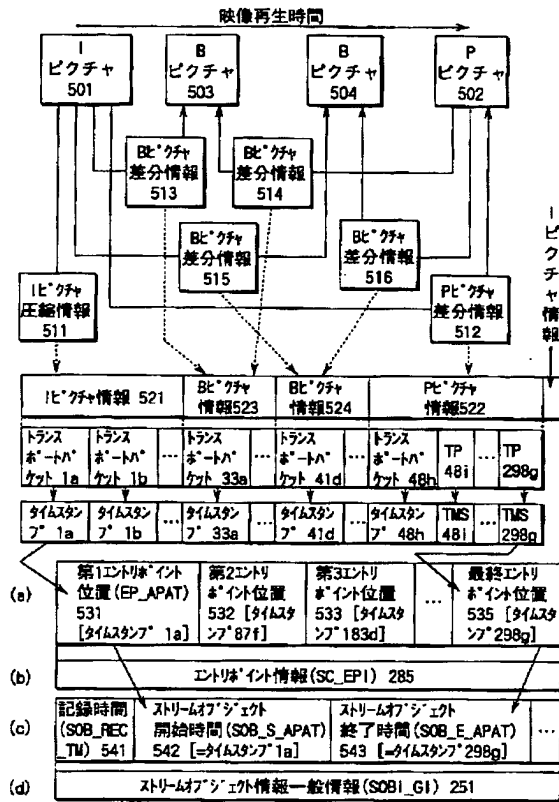 映像再生時間
I
ピクチャ
501
B
ピクチャ
503
B
ピクチャ
504
P
ピクチャ
502
Bピクチャ
差分情報
513
Bピクチャ
差分情報
514
Bピクチャ
差分情報
515
Bピクチャ
差分情報
516
Iピクチャ
圧縮情報
511
Pピクチャ
差分情報
512
Iピクチャ情報
Iピクチャ情報 521
Bピクチャ
情報523
Bピクチャ
情報524
Pピクチャ
情報522
トランス
ポートパ
ケット 1a
トランス
ポートパ
ケット 1b
…
トランス
ポートパ
ケット 33a
…
トランス
ポートパ
ケット 41d
…
トランス
ポートパ
ケット 48h
TP
48i
…
TP
298g
タイムスタン
プ 1a
タイムスタン
プ 1b
…
タイムスタン
プ 33a
…
タイムスタン
プ 41d
…
タイムスタン
プ 48h
TMS
48i
…
TMS
298g
(a)
第1エントリポイント
位置(EP_APAT)
531
[タイムスタンプ 1a]
第2エントリ
ポイント位置
532 [タイムスタ
ンプ87f]
第3エントリ
ポイント位置
533 [タイムスタ
ンプ183d]
…
最終エントリ
ポイント位置
535 [タイムスタ
ンプ298g]
(b)
エントリポイント情報(SC_EPI) 285
(c)
記録時間
(SOB_REC
_TM) 541
ストリームオブジェクト
開始時間(SOB_S_APAT)
542 [=タイムスタンプ1a]
ストリームオブジェクト
終了時間(SOB_E_APAT)
543 [=タイムスタンプ298g]
…
(d)
ストリームオブジェクト情報一般情報(SOBI_GI) 251